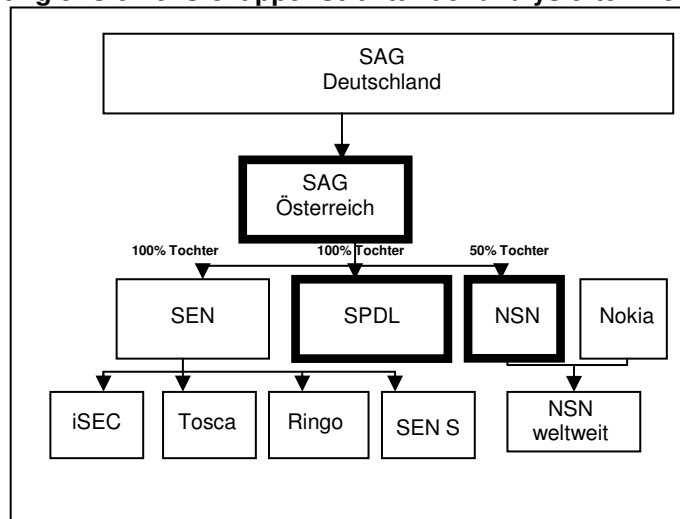 SAG
Deutschland
SAG
Österreich
100% Tochter 100% Tochter 50% Tochter
SEN SPDL NSN Nokia
iSEC Tosca Ringo SEN S NSN
weltweit